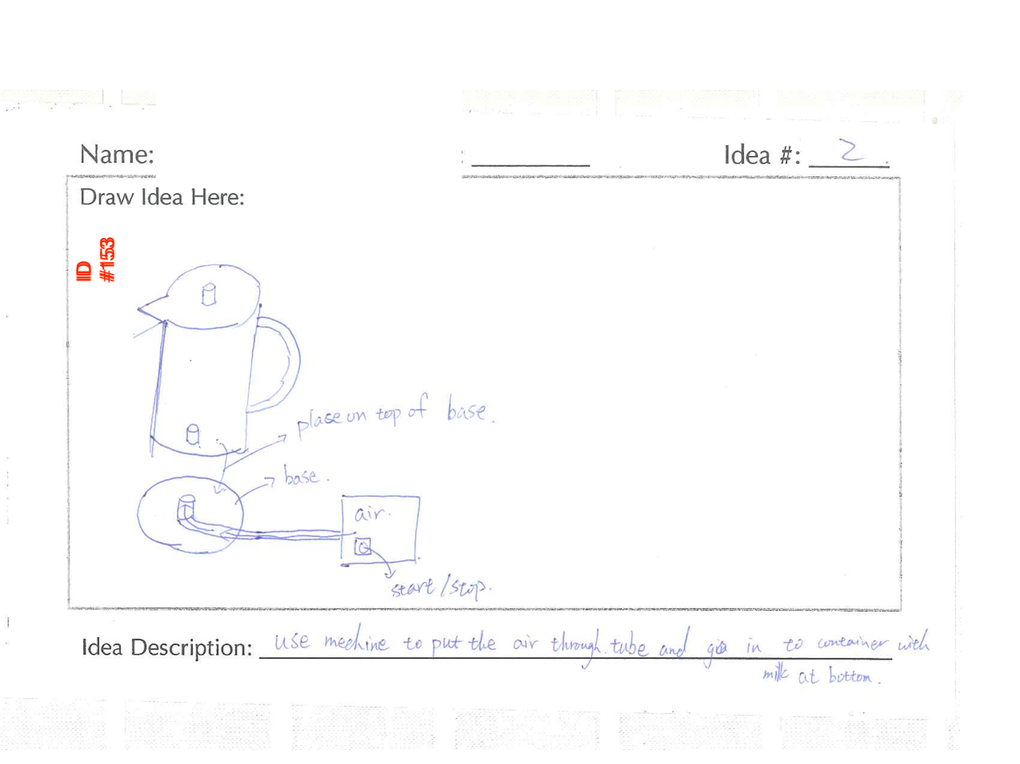 Name:
: Idea #: 2
Draw Idea Here:
ID
#153
place on top of base.
base.
air.
start/stop.
Idea Description: use mechine to put the air through tube and go in to container with
milk at bottom.